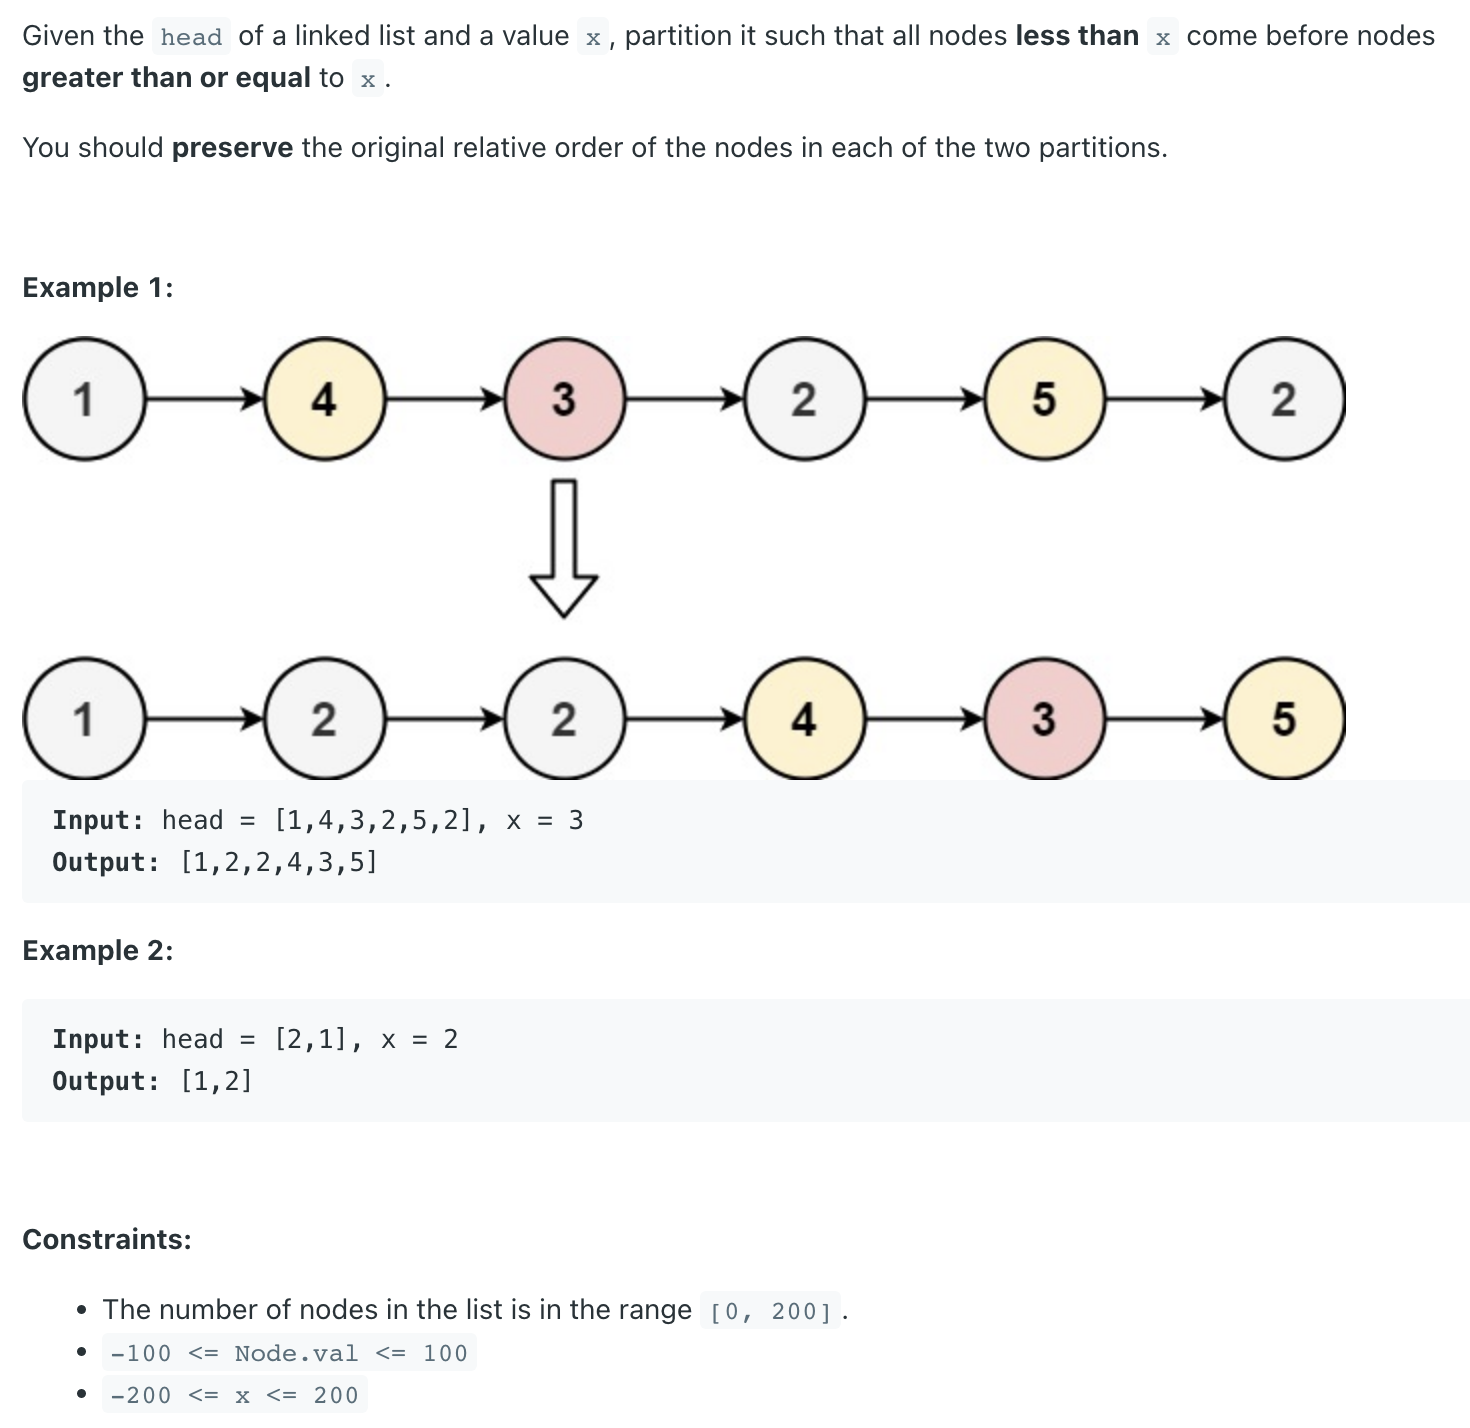 Given the head of a linked list and a value x, partition it such that all nodes less than x come before nodes
greater than or equal to x.
You should preserve the original relative order of the nodes in each of the two partitions.
Example 1:
1 4 3 2 5 2
1 2 2 4 3 5
Input: head = [1,4,3,2,5,2], x = 3
Output: [1,2,2,4,3,5]
Example 2:
Input: head = [2,1], x = 2
Output: [1,2]
Constraints:
• The number of nodes in the list is in the range [0, 200].
• -100 <= Node.val <= 100
• -200 <= x <= 200